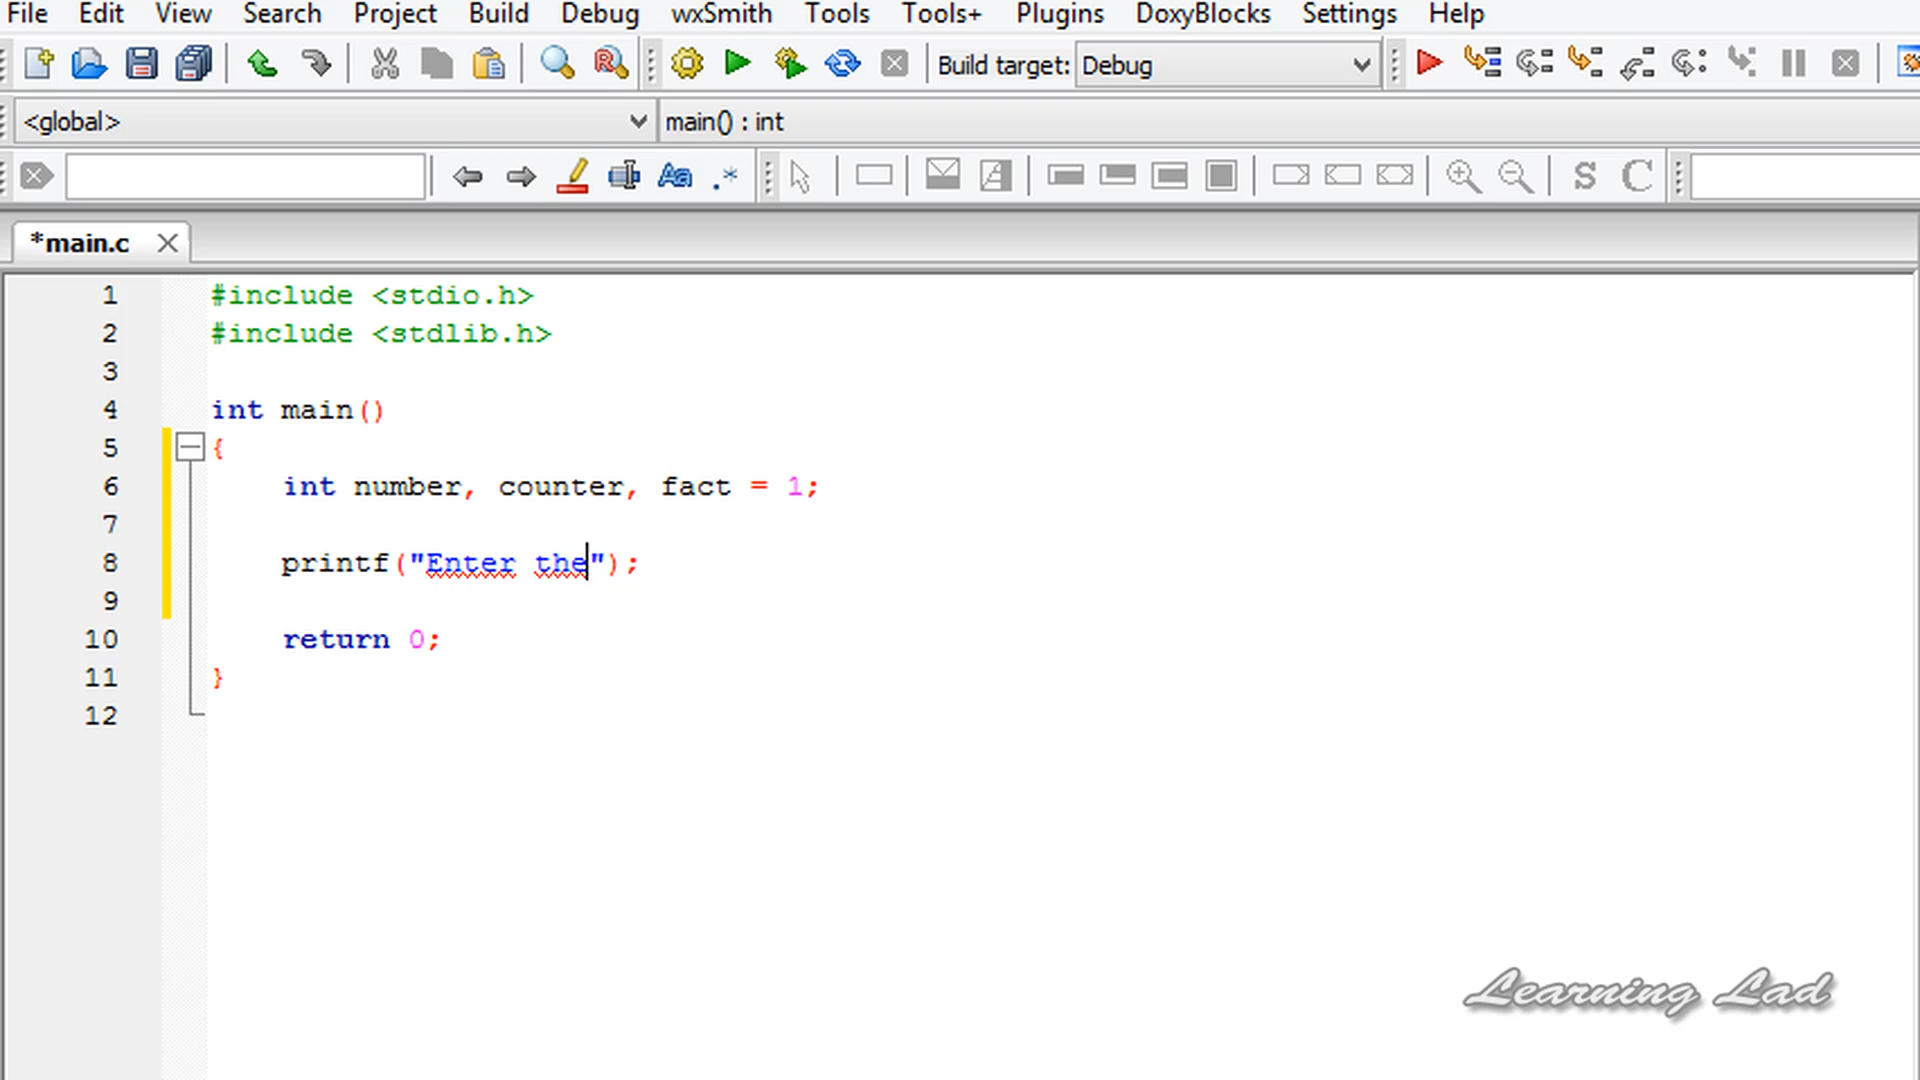 File Edit View Search Project Build Debug wxSmith Tools Tools+ Plugins DoxyBlocks Settings Help
Build target: Debug
<global> main() : int
S C
*main.c
1 #include <stdio.h>
2 #include <stdlib.h>
3
4 int main()
5 {
6 int number, counter, fact = 1;
7
8 printf("Enter the");
9
10 return 0;
11 }
12
Learning Lad